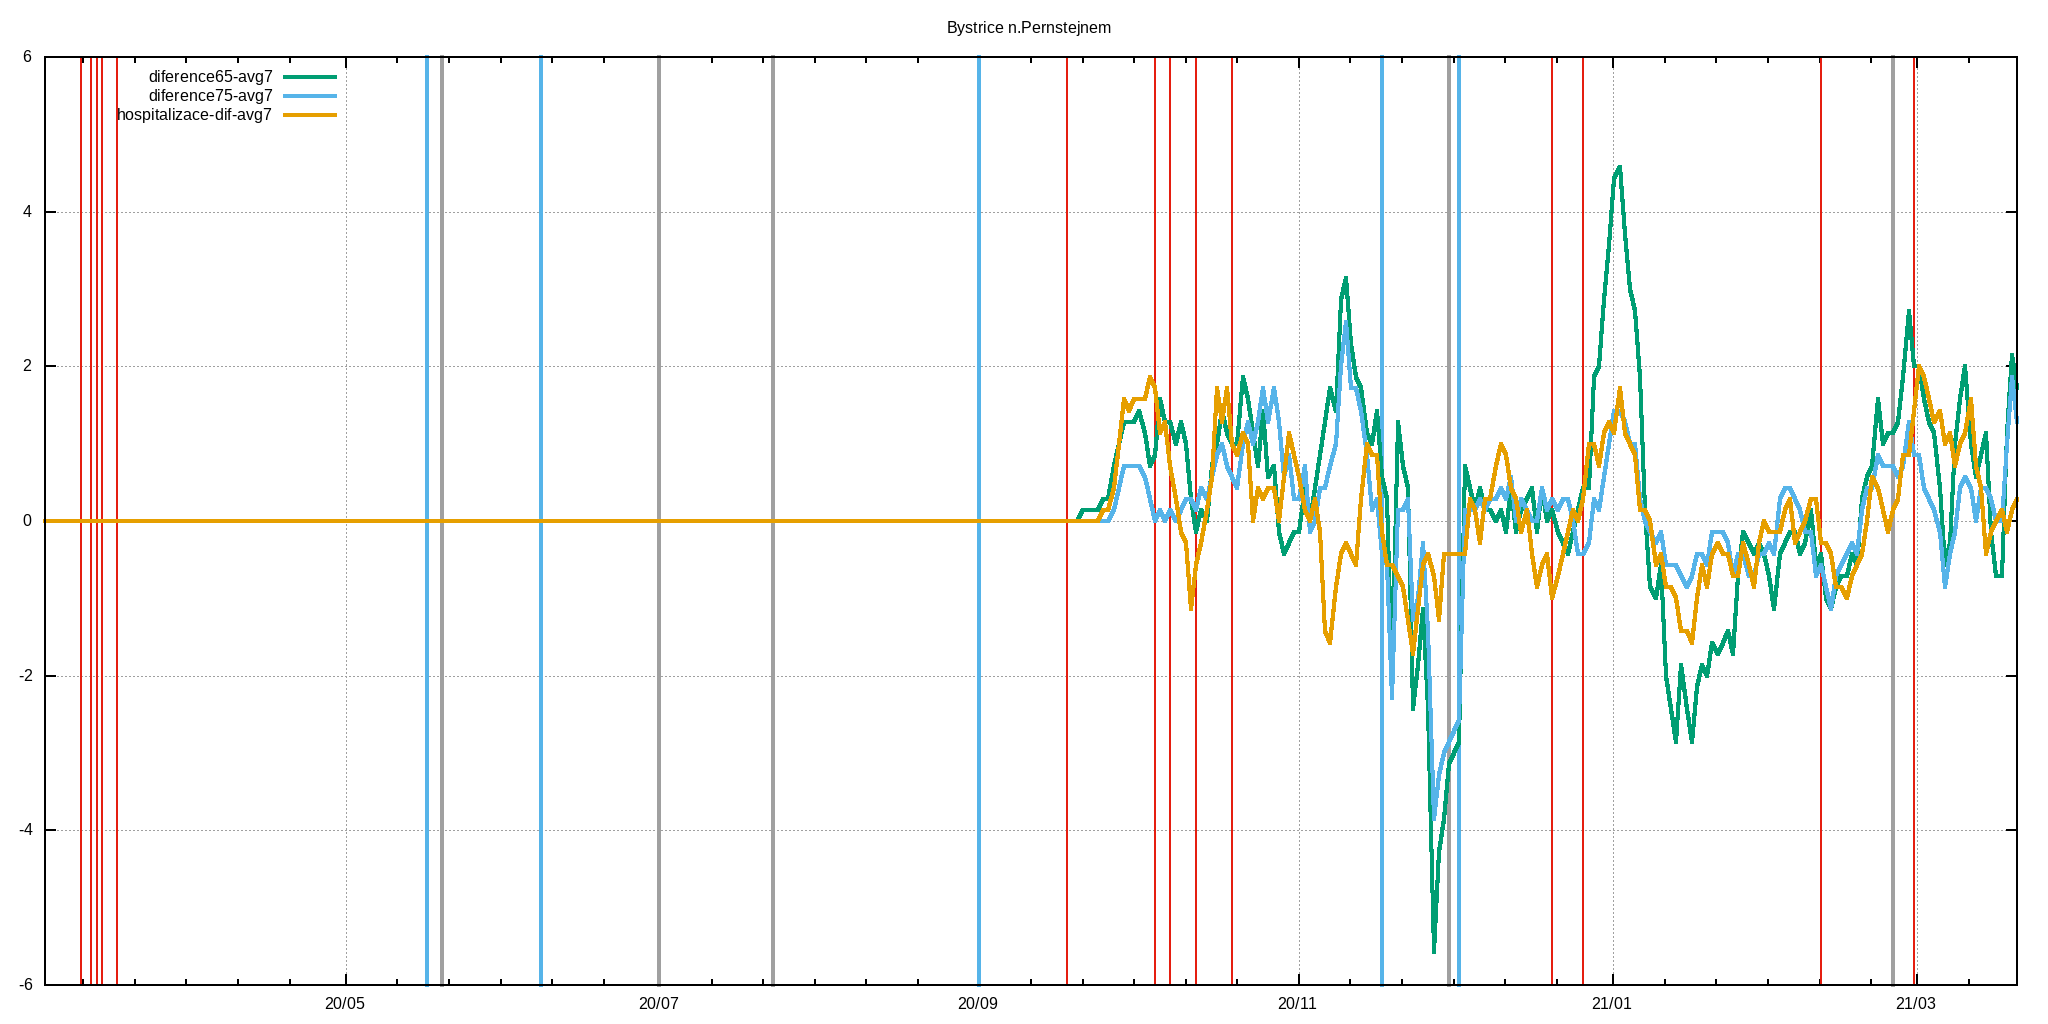 Bystrice n.Pernstejnem
6
4
2
0
-2
-4
-6
diference65-avg7
diference75-avg7
hospitalizace-dif-avg7
20/05 20/07 20/09 20/11 21/01 21/03